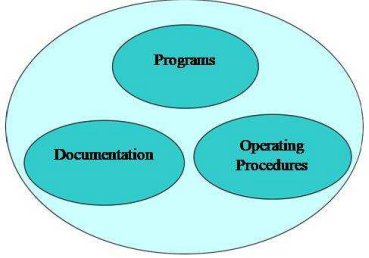 Programs
Documentation
Operating
Procedures